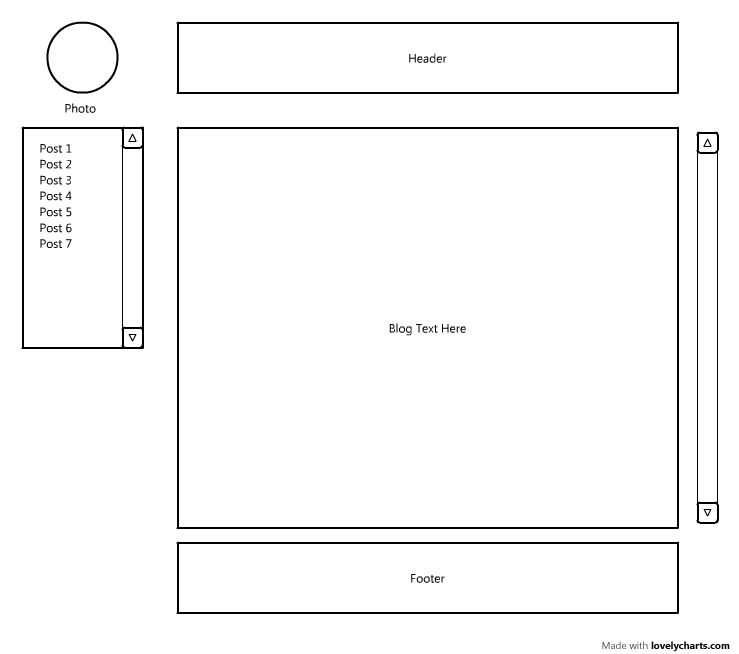 Header
Photo
Post 1
Post 2
Post 3
Post 4
Post 5
Post 6
Post 7
Blog Text Here
Footer
Made with lovelycharts.com